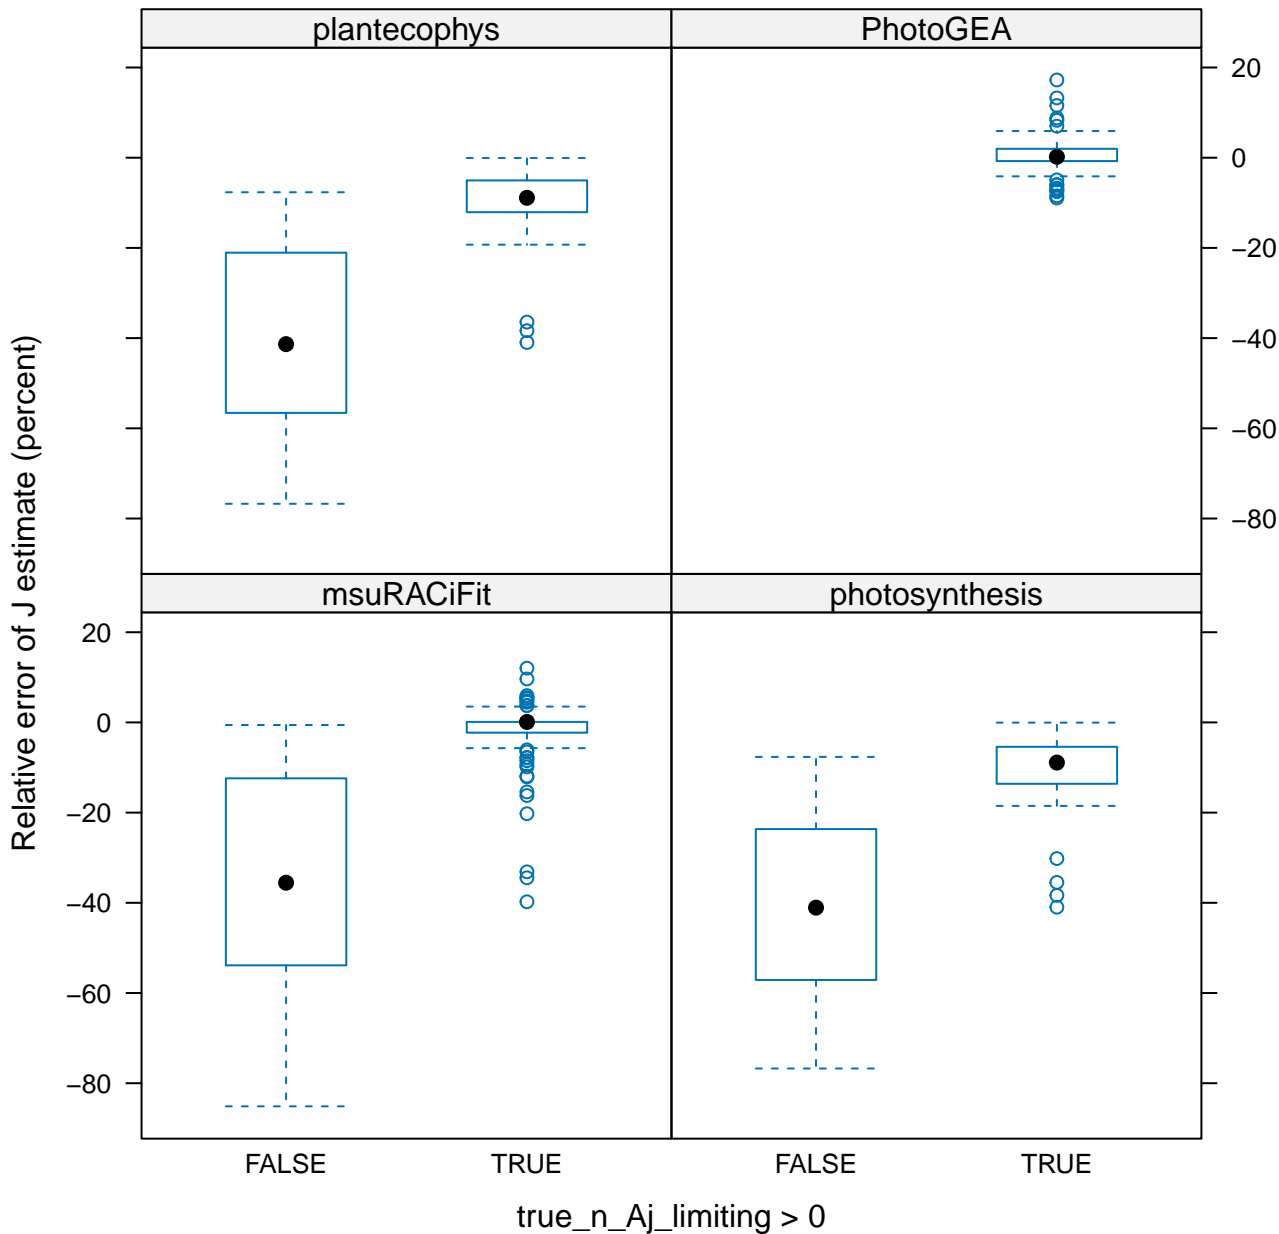 plantecophys
PhotoGEA
20
0
−20
−40
−60
−80
Relative error of J estimate (percent)
msuRACiFit
photosynthesis
20
0
−20
−40
−60
−80
FALSE
TRUE
FALSE
TRUE
true_n_Aj_limiting > 0